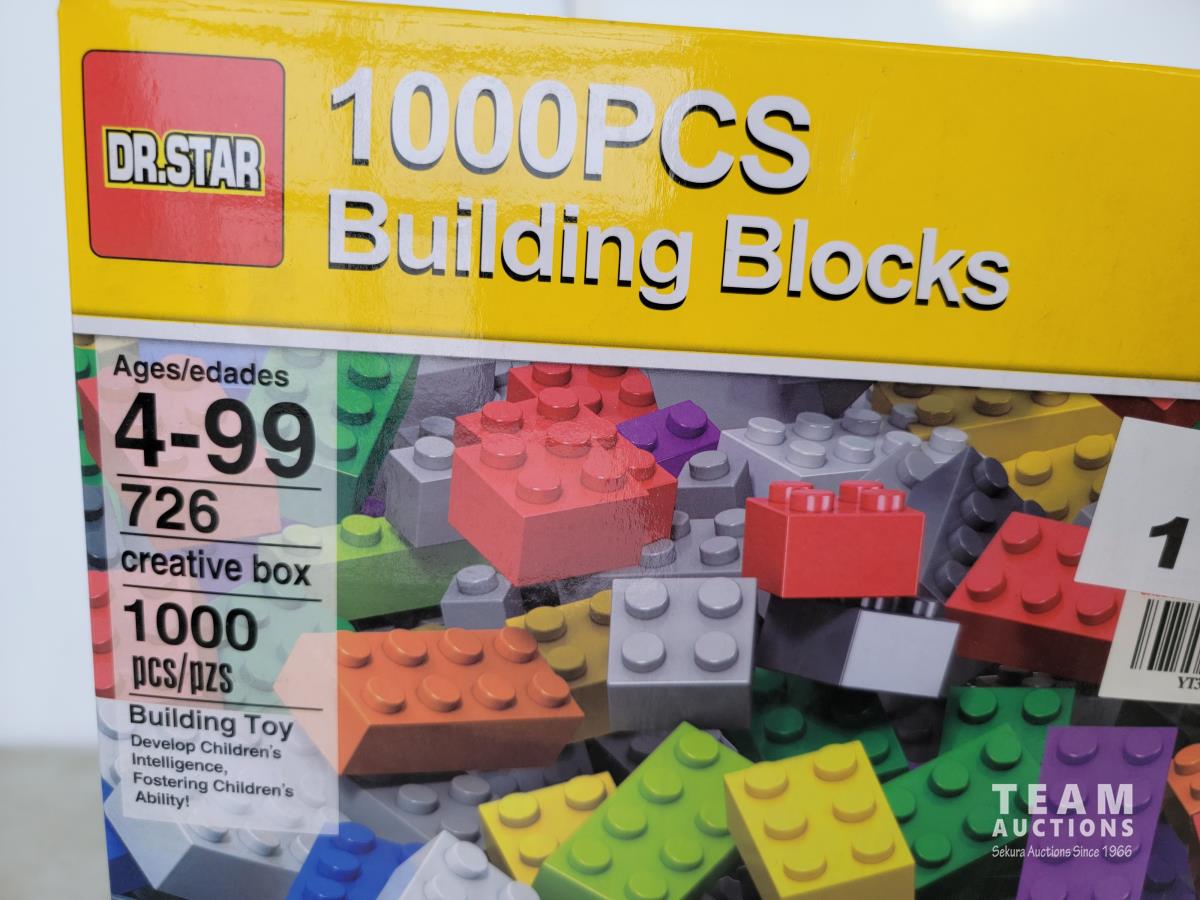 DR.STAR
1000PCS
Building Blocks
Ages/edades
4-99
726
creative box
1000
pcs/pzs
Building Toy
Develop Children's
Intelligence,
Fostering Children's
Ability!
1
TEAM
AUCTIONS
Sekura Auctions Since 1966